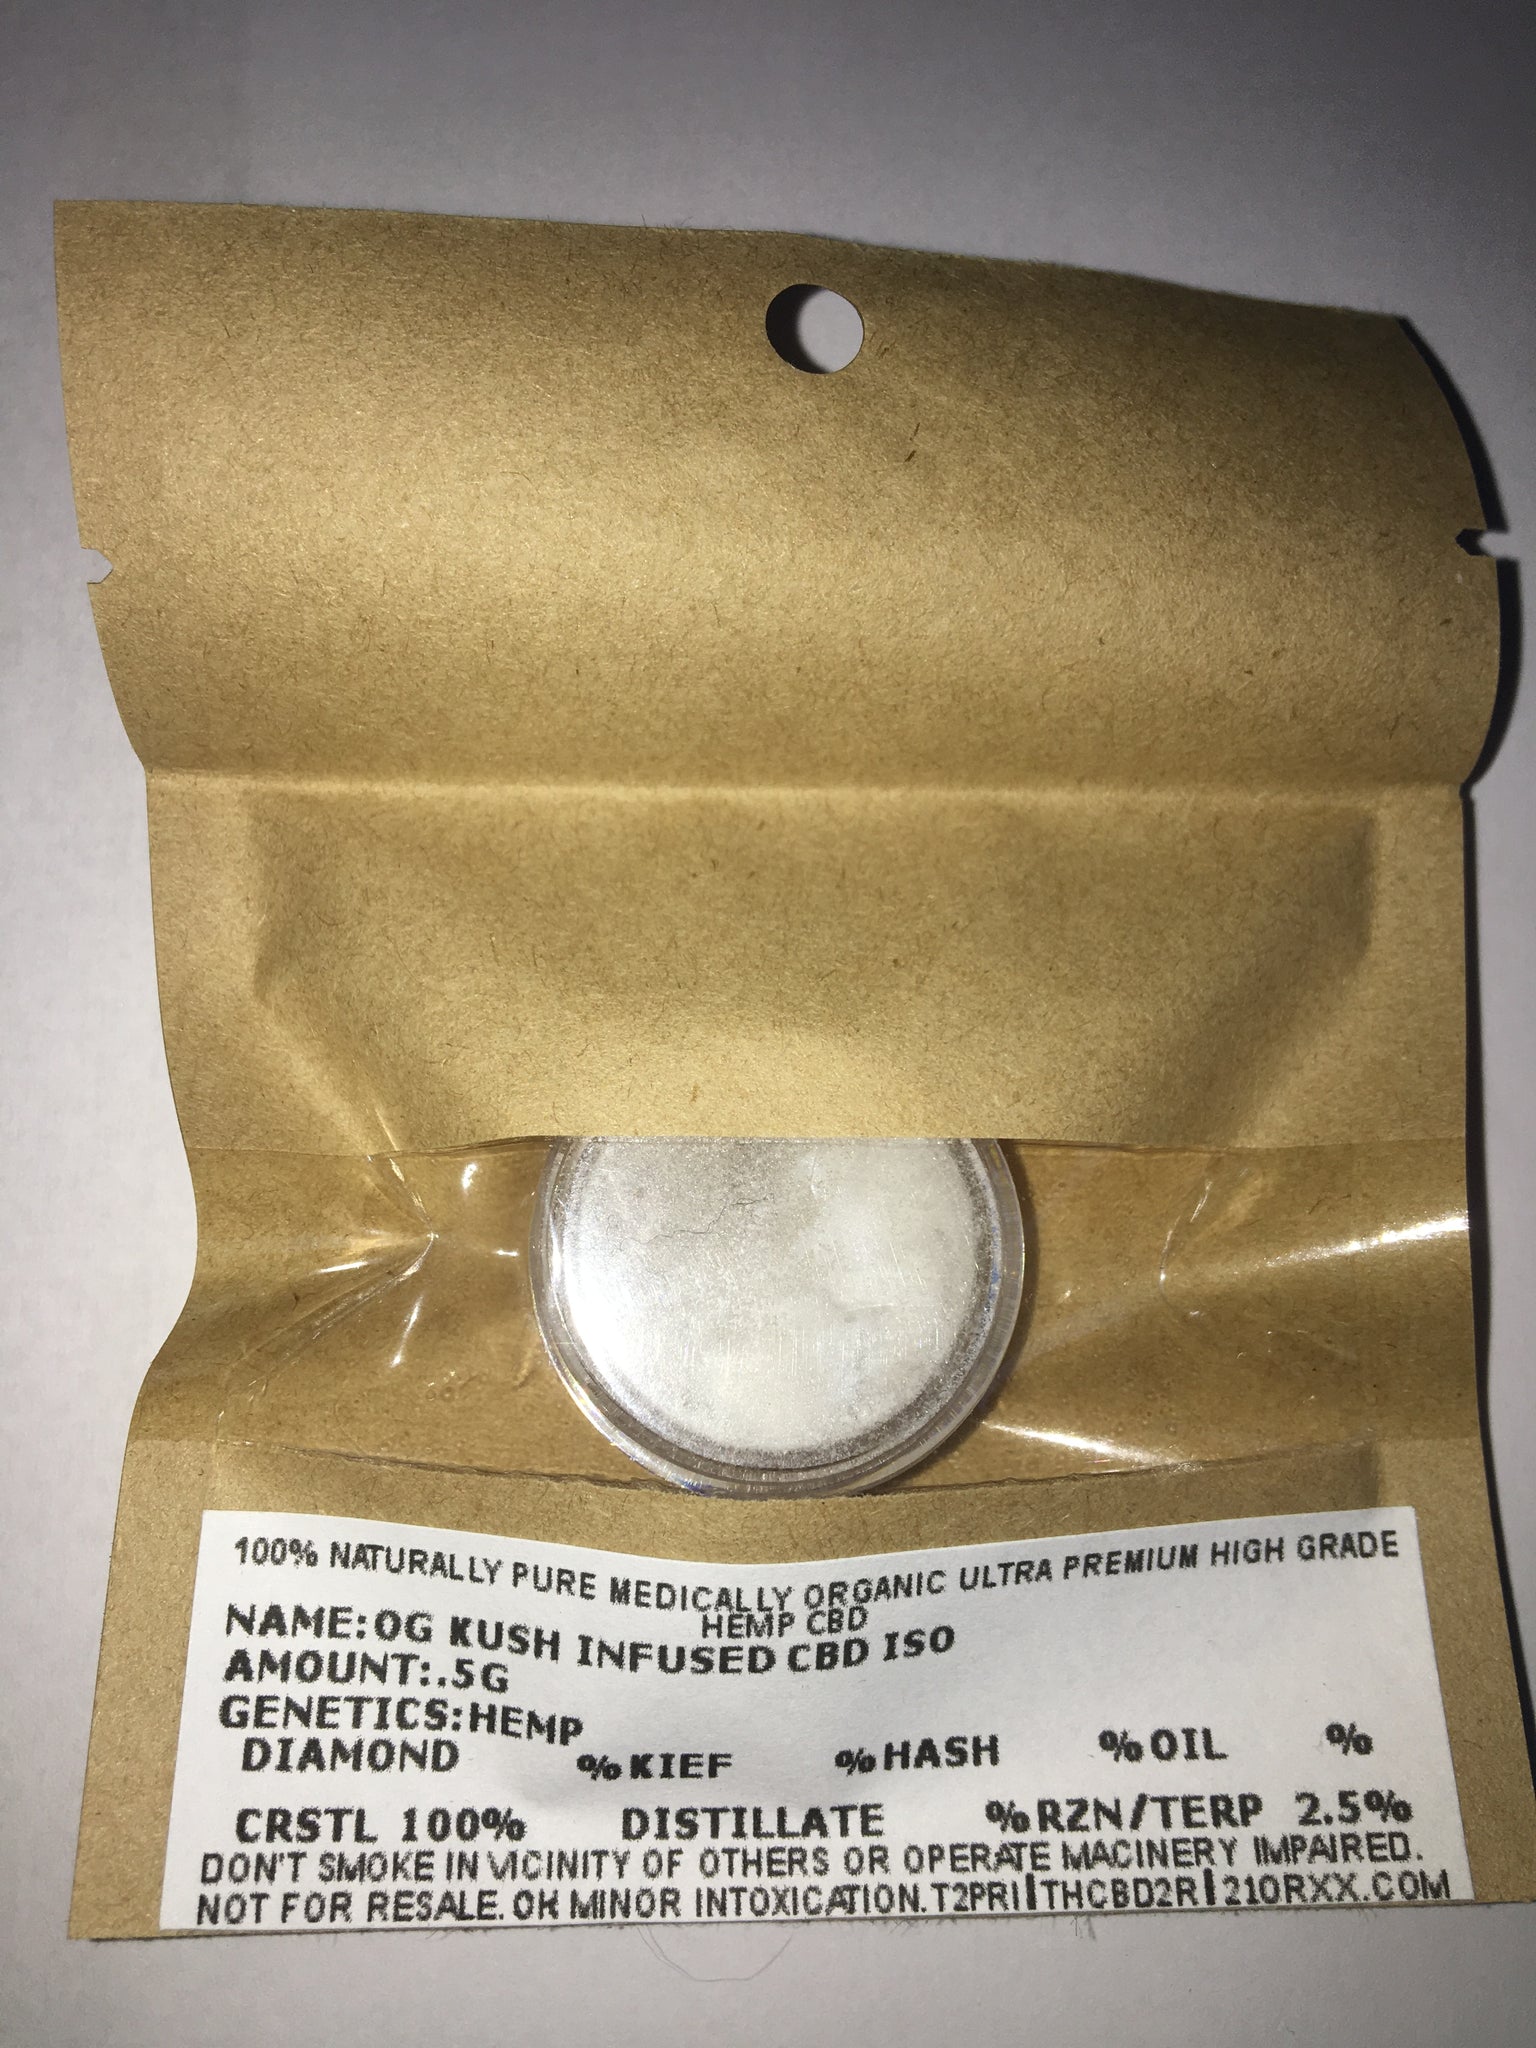 100% NATURALLY PURE MEDICALLY ORGANIC ULTRA PREMIUM HIGH GRADE
HEMP CBD
NAME:OG KUSH INFUSED CBD ISO
AMOUNT:.5G
GENETICS:HEMP
DIAMOND % KIEF % HASH % OIL %
CRSTL 100% DISTILLATE % RZN/TERP 2.5%
DON'T SMOKE IN VICINITY OF OTHERS OR OPERATE MACINERY IMPAIRED.
NOT FOR RESALE. OR MINOR INTOXICATION. T2PRI|THCBD2R|210RXX.COM